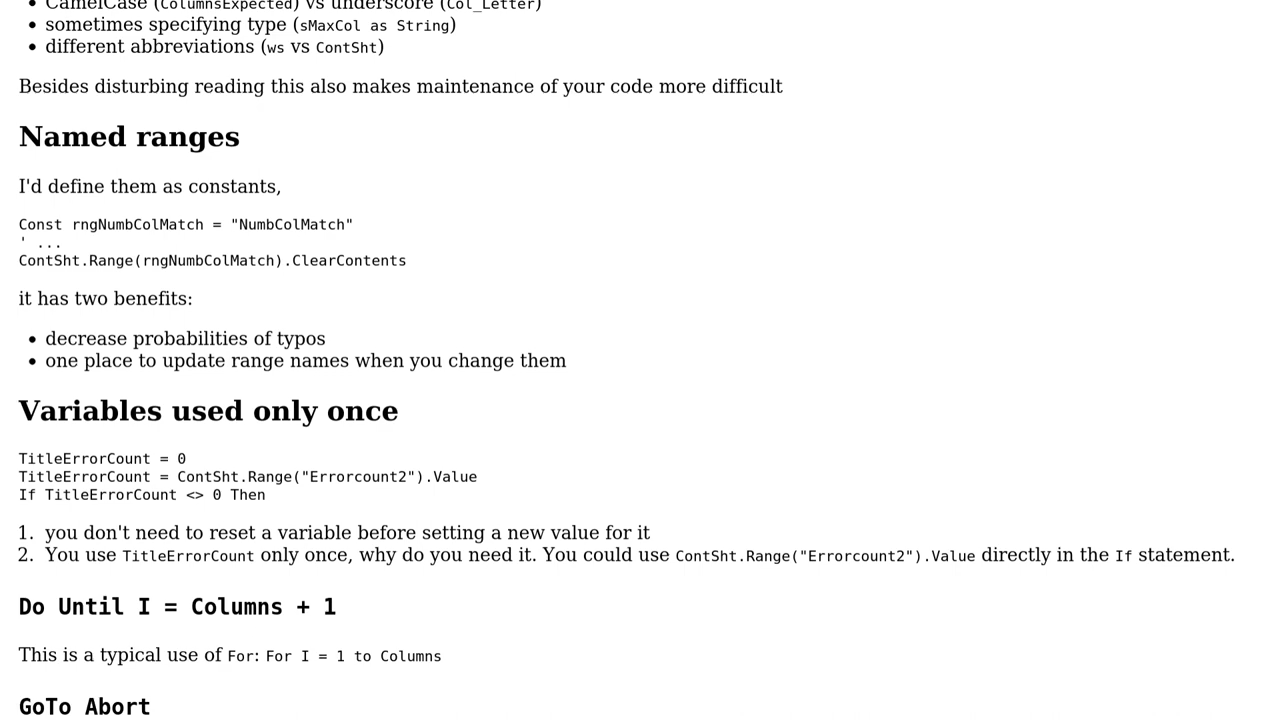 • CamelCase (ColumnsExpected) vs underscore (Col_Letter)
• sometimes specifying type (sMaxCol as String)
• different abbreviations (ws vs ContSht)
Besides disturbing reading this also makes maintenance of your code more difficult
Named ranges
I'd define them as constants,
Const rngNumbColMatch = "NumbColMatch"
' ...
ContSht.Range(rngNumbColMatch).ClearContents
it has two benefits:
• decrease probabilities of typos
• one place to update range names when you change them
Variables used only once
TitleErrorCount = 0
TitleErrorCount = ContSht.Range("Errorcount2").Value
If TitleErrorCount <> 0 Then
1. you don't need to reset a variable before setting a new value for it
2. You use TitleErrorCount only once, why do you need it. You could use ContSht.Range("Errorcount2").Value directly in the If statement.
Do Until I = Columns + 1
This is a typical use of For: For I = 1 to Columns
GoTo Abort